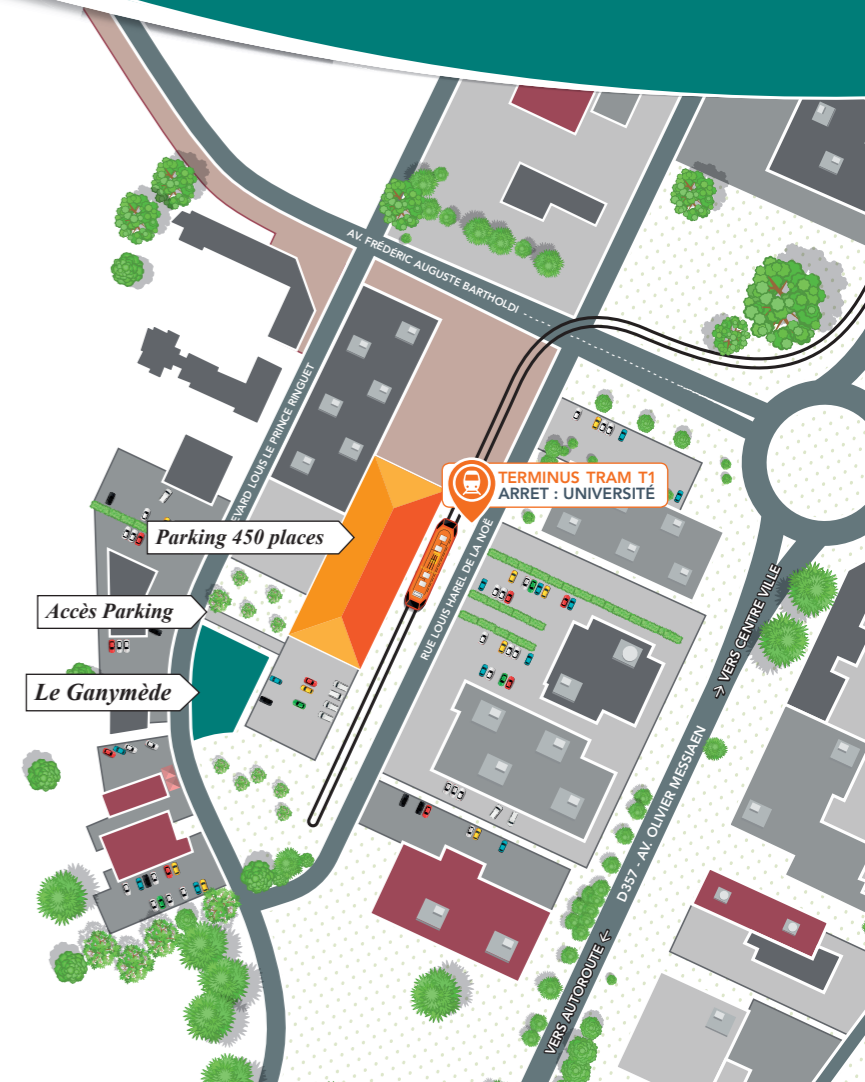 AV. FRÉDÉRIC AUGUSTE BARTHOLDI
EVARD LOUIS LE PRINCE RINGUET
TERMINUS TRAM T1
ARRET : UNIVERSITÉ
Parking 450 places
RUE LOUIS HAREL DE LA NOË
Accès Parking
Le Ganymède
-> VERS CENTRE VILLE
D357 - AV. OLIVIER MESSIAEN
VERS AUTOROUTE <-